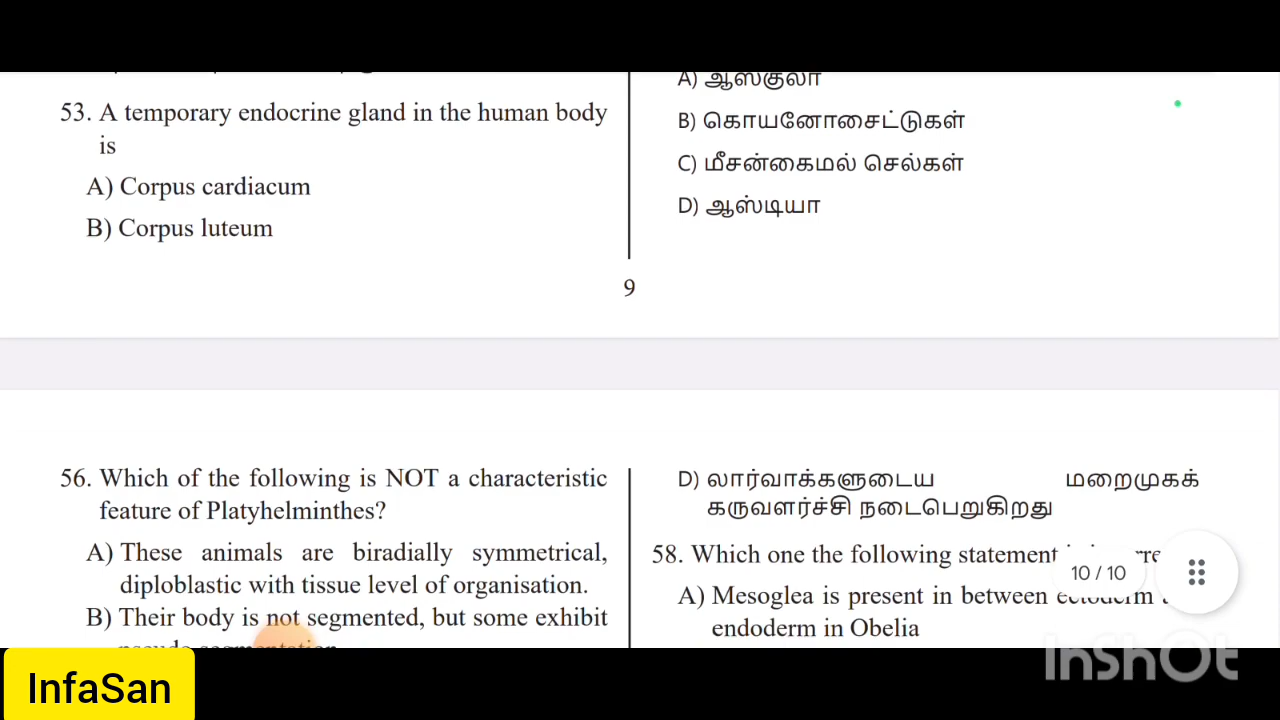 53. A temporary endocrine gland in the human body
is
A) Corpus cardiacum
B) Corpus luteum
A) ஆஸ்குலா
B) கொயனோசைட்டுகள்
C) மீசன்கைமல் செல்கள்
D) ஆஸ்டியா
9
56. Which of the following is NOT a characteristic
feature of Platyhelminthes?
A) These animals are biradially symmetrical,
diploblastic with tissue level of organisation.
B) Their body is not segmented, but some exhibit
pseudo segmentation
D) லார்வாக்களுடைய மறைமுகக்
கருவளர்ச்சி நடைபெறுகிறது
58. Which one the following statement
A) Mesoglea is present in between ectoderm
endoderm in Obelia
10 / 10
InShOt
InfaSan